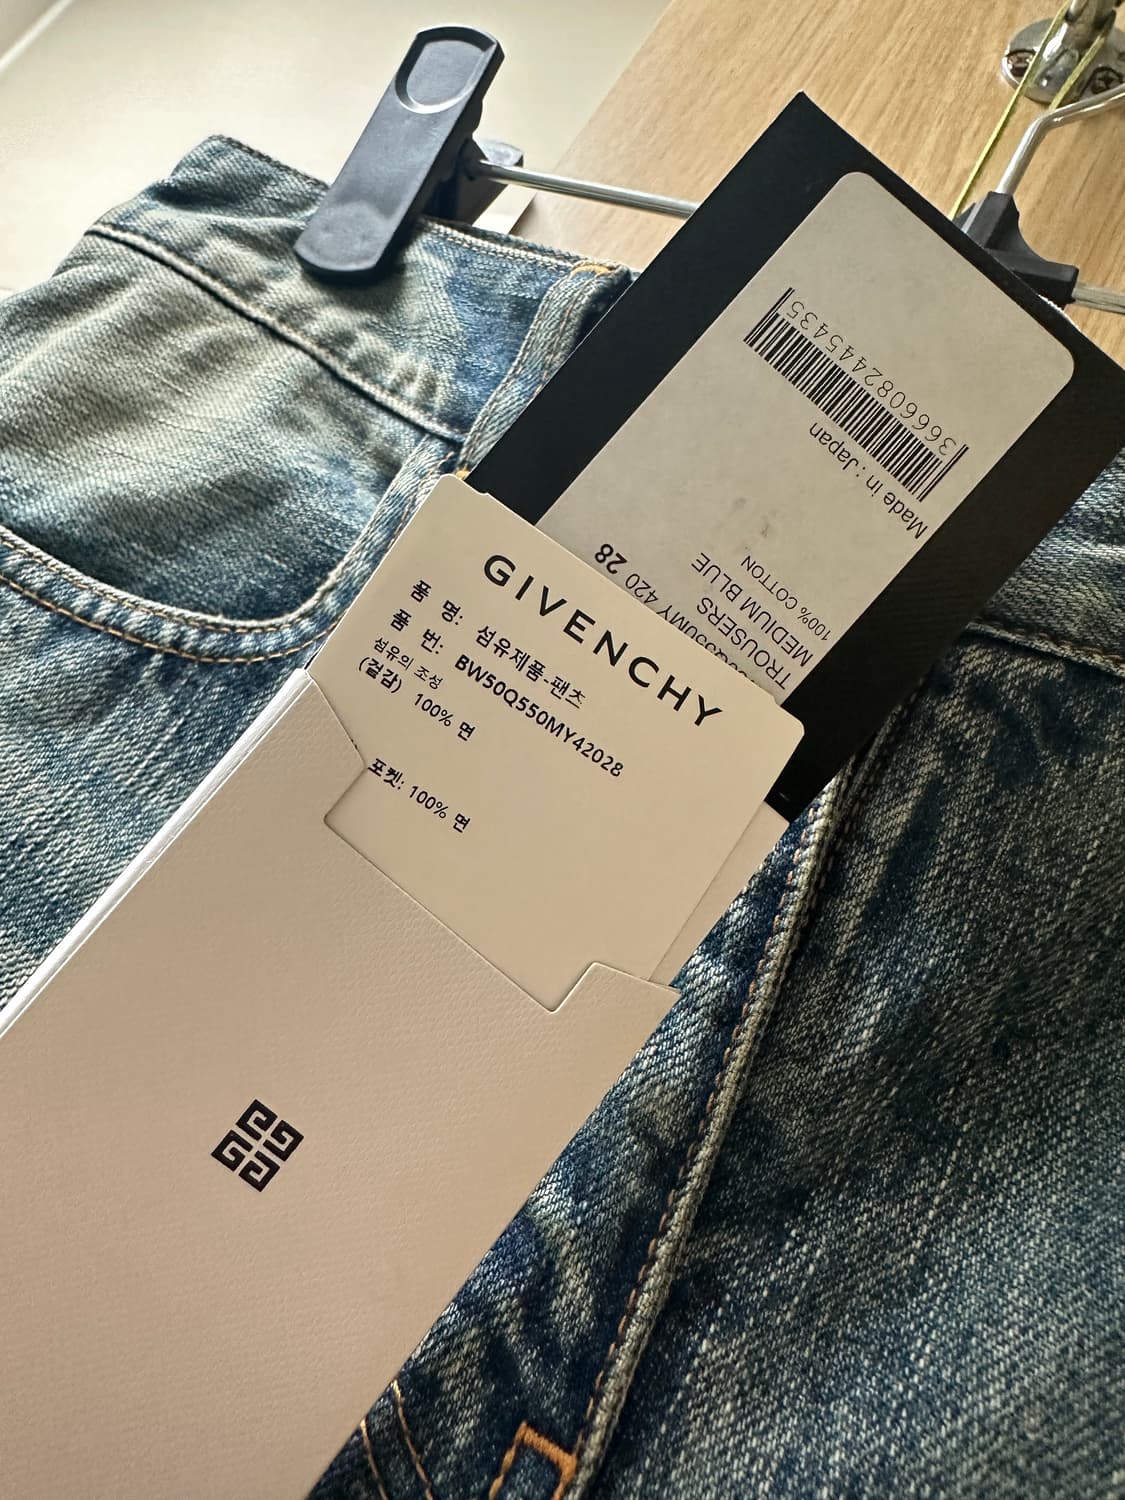 GIVENCHY
품 명: 섬유제품-팬츠
품 번: BW50Q550MY42028
섬유의 조성
(겉감) 100% 면
포켓: 100% 면
420 28
TROUSERS
MEDIUM BLUE
100% COTTON
Made in : Japan
3666082445435